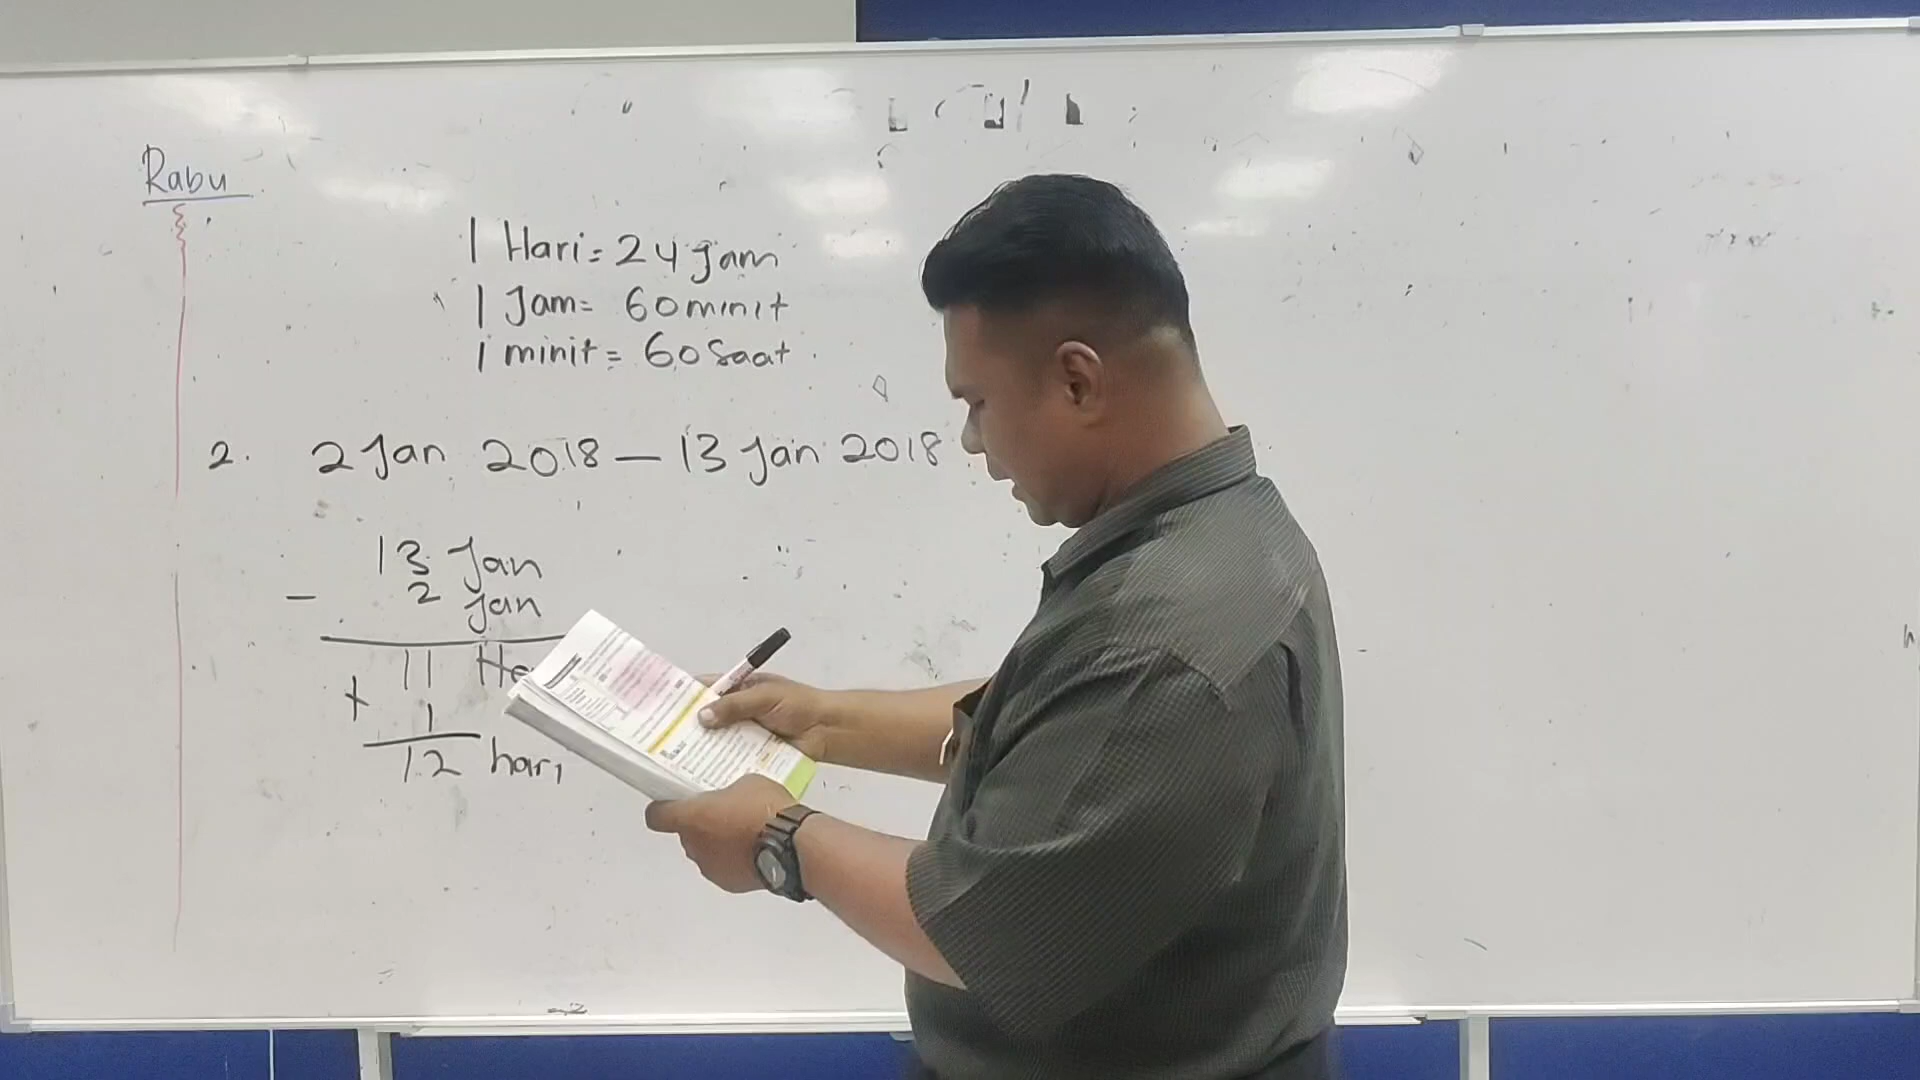 Rabu
1 Hari = 24 jam
1 Jam = 60 minit
1 minit = 60 Saat
2. 2 Jan 2018 — 13 Jan 2018
13 Jan
- 2 Jan
11
+ 1
12 hari